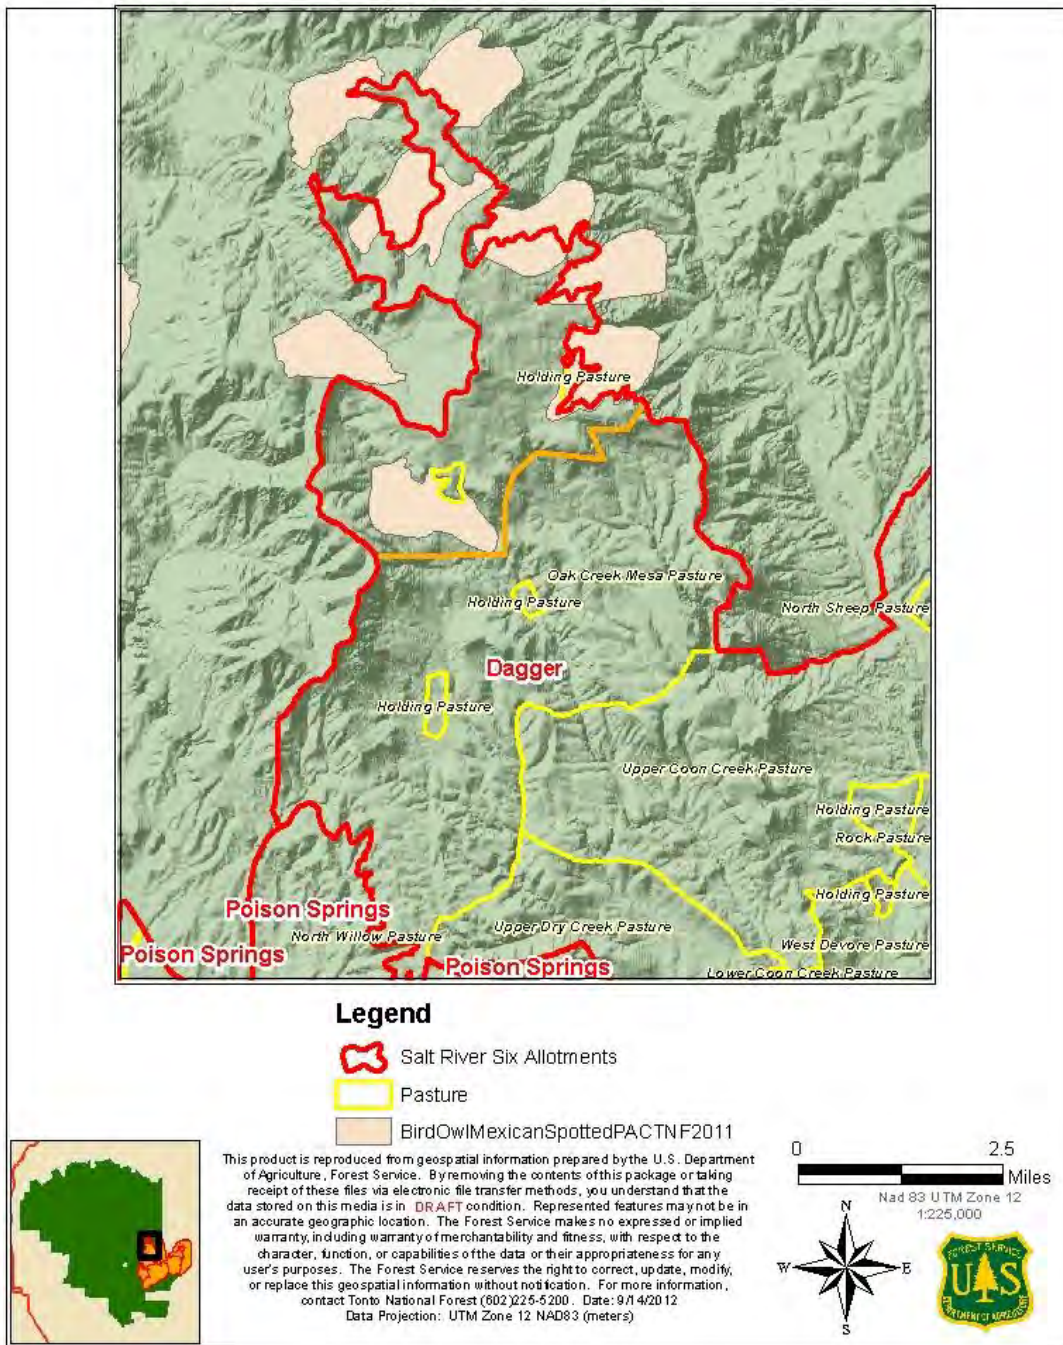 Holding Pasture
Oak Creek Mesa Pasture
Holding Pasture
North Sheep Pasture
Dagger
Holding Pasture
Upper Coon Creek Pasture
Holding Pasture
Rock Pasture
Holding Pasture
Poison Springs
North Willow Pasture
Upper Dry Creek Pasture
West Devore Pasture
Poison Springs
Poison Springs
Lower Coon Creek Pasture
Legend
Salt River Six Allotments
Pasture
BirdOwlMexicanSpottedPACTNF2011
This product is reproduced from geospatial information prepared by the U.S. Department
of Agriculture, Forest Service. By removing the contents of this package or taking
receipt of these files via electronic file transfer methods, you understand that the
data stored on this media is in DRAFT condition. Represented features may not be in
an accurate geographic location. The Forest Service makes no expressed or implied
warranty, including warranty of merchantability and fitness, with respect to the
character, function, or capabilities of the data or their appropriateness for any
user's purposes. The Forest Service reserves the right to correct, update, modify,
or replace this geospatial information without notification. For more information,
contact Tonto National Forest (602)225-5200. Date: 9/14/2012
Data Projection: UTM Zone 12 NAD83 (meters)
0 2.5
Miles
Nad 83 UTM Zone 12
1:225,000
N
W E
S
FOREST SERVICE
US
DEPARTMENT OF AGRICULTURE